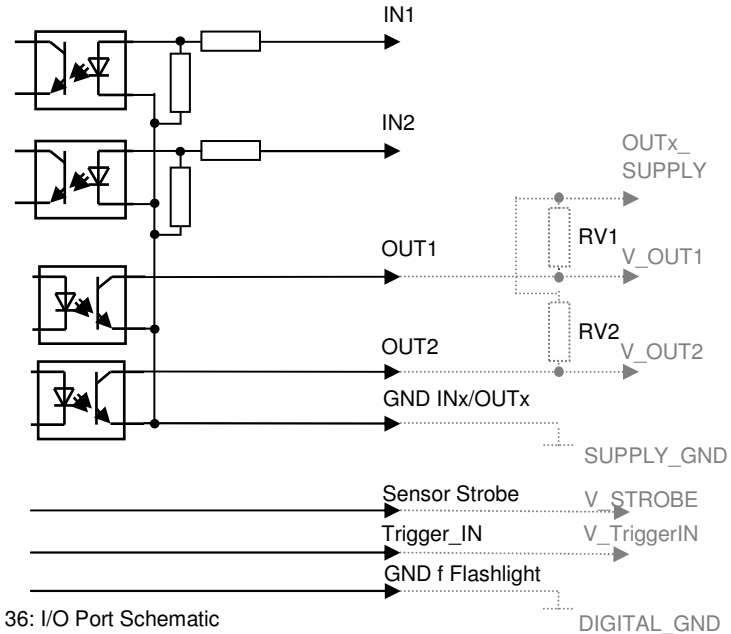 IN1
IN2
OUTx_
SUPPLY
RV1
OUT1
V_OUT1
RV2
OUT2
V_OUT2
GND INx/OUTx
SUPPLY_GND
Sensor Strobe
V_STROBE
Trigger_IN
V_TriggerIN
GND f Flashlight
36: I/O Port Schematic
DIGITAL_GND